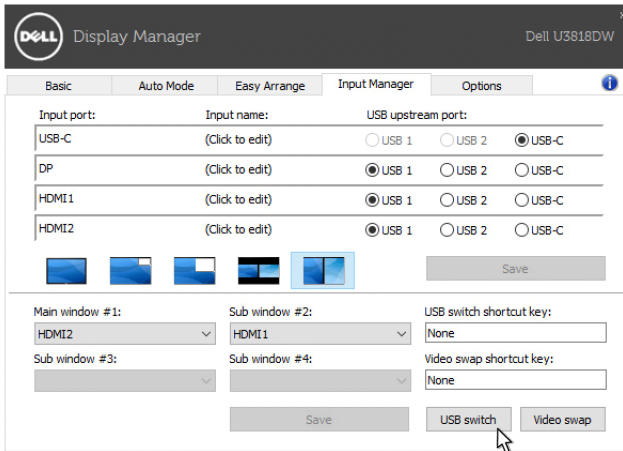 DELL Display Manager Dell U3818DW
Basic Auto Mode Easy Arrange Input Manager Options
Input port: Input name: USB upstream port:
USB-C (Click to edit) USB 1 USB 2 USB-C
DP (Click to edit) USB 1 USB 2 USB-C
HDMI1 (Click to edit) USB 1 USB 2 USB-C
HDMI2 (Click to edit) USB 1 USB 2 USB-C
Save
Main window #1: Sub window #2: USB switch shortcut key:
HDMI2 HDMI1 None
Sub window #3: Sub window #4: Video swap shortcut key:
None
Save USB switch Video swap